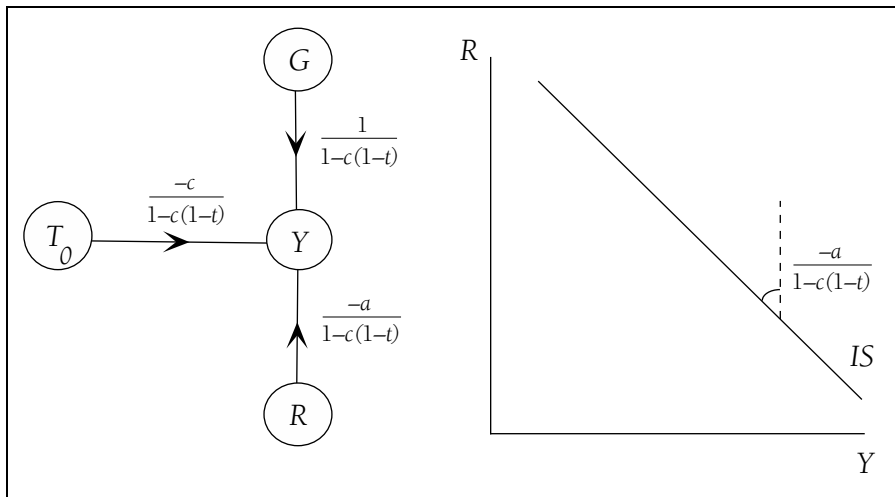 G
1
1–c(1–t)
–c
1–c(1–t)
T0
Y
–a
1–c(1–t)
R
R
–a
1–c(1–t)
IS
Y